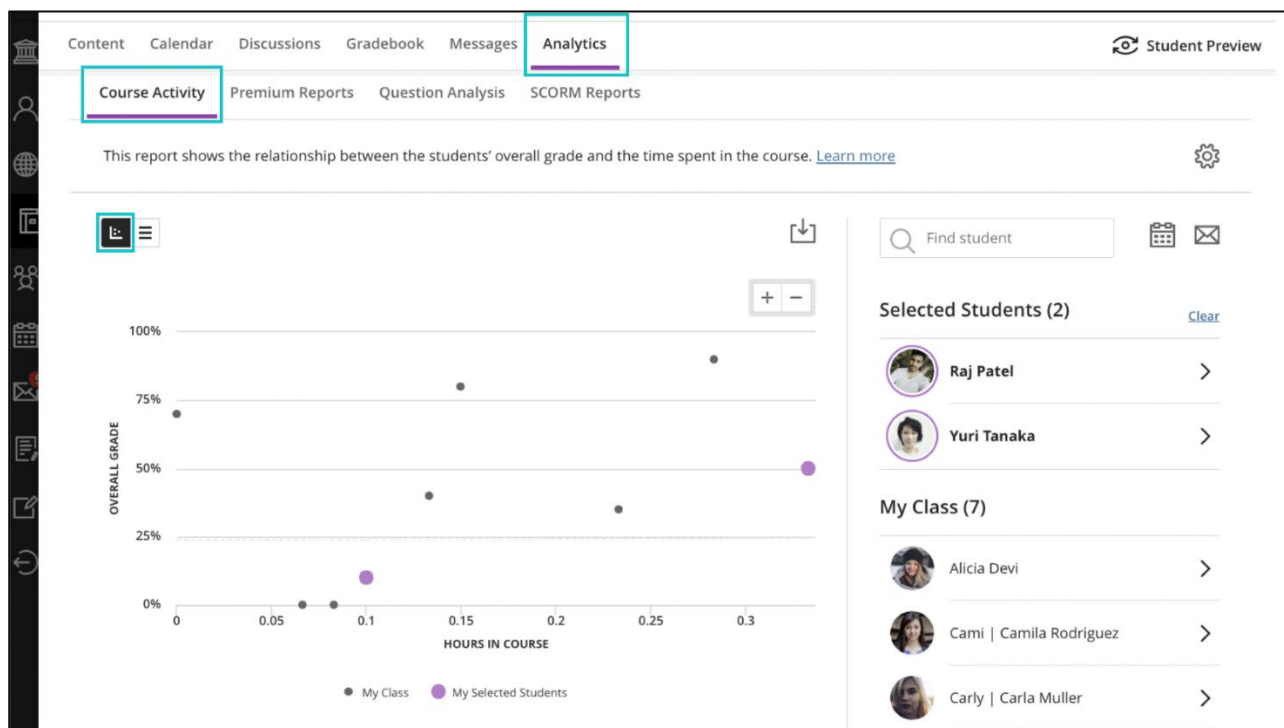 Content Calendar Discussions Gradebook Messages Analytics Student Preview
Course Activity Premium Reports Question Analysis SCORM Reports
This report shows the relationship between the students' overall grade and the time spent in the course. Learn more
Find student
Selected Students (2) Clear
Raj Patel
Yuri Tanaka
My Class (7)
Alicia Devi
Cami | Camila Rodriguez
Carly | Carla Muller
OVERALL GRADE
100%
75%
50%
25%
0%
0 0.05 0.1 0.15 0.2 0.25 0.3
HOURS IN COURSE
My Class My Selected Students